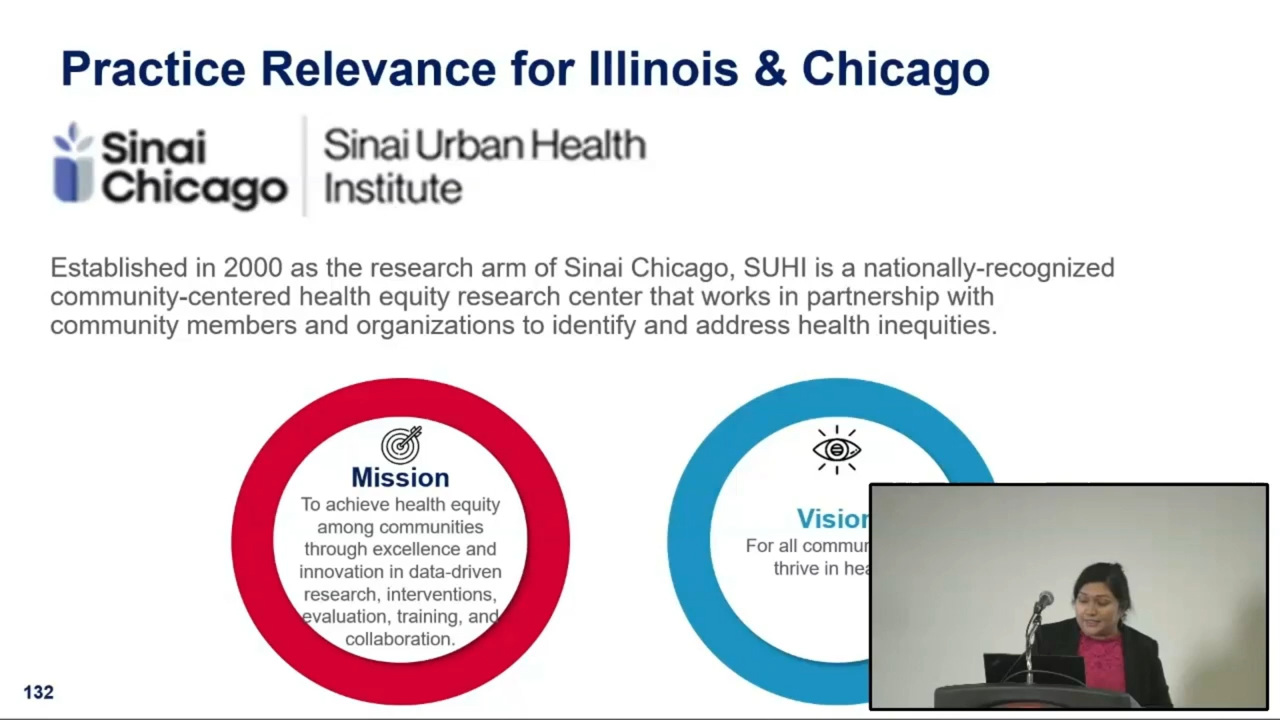 Practice Relevance for Illinois & Chicago
Sinai
Chicago
Sinai Urban Health
Institute
Established in 2000 as the research arm of Sinai Chicago, SUHI is a nationally-recognized
community-centered health equity research center that works in partnership with
community members and organizations to identify and address health inequities.
Mission
To achieve health equity
among communities
through excellence and
innovation in data-driven
research, interventions,
evaluation, training, and
collaboration.
For all
thrive in
132